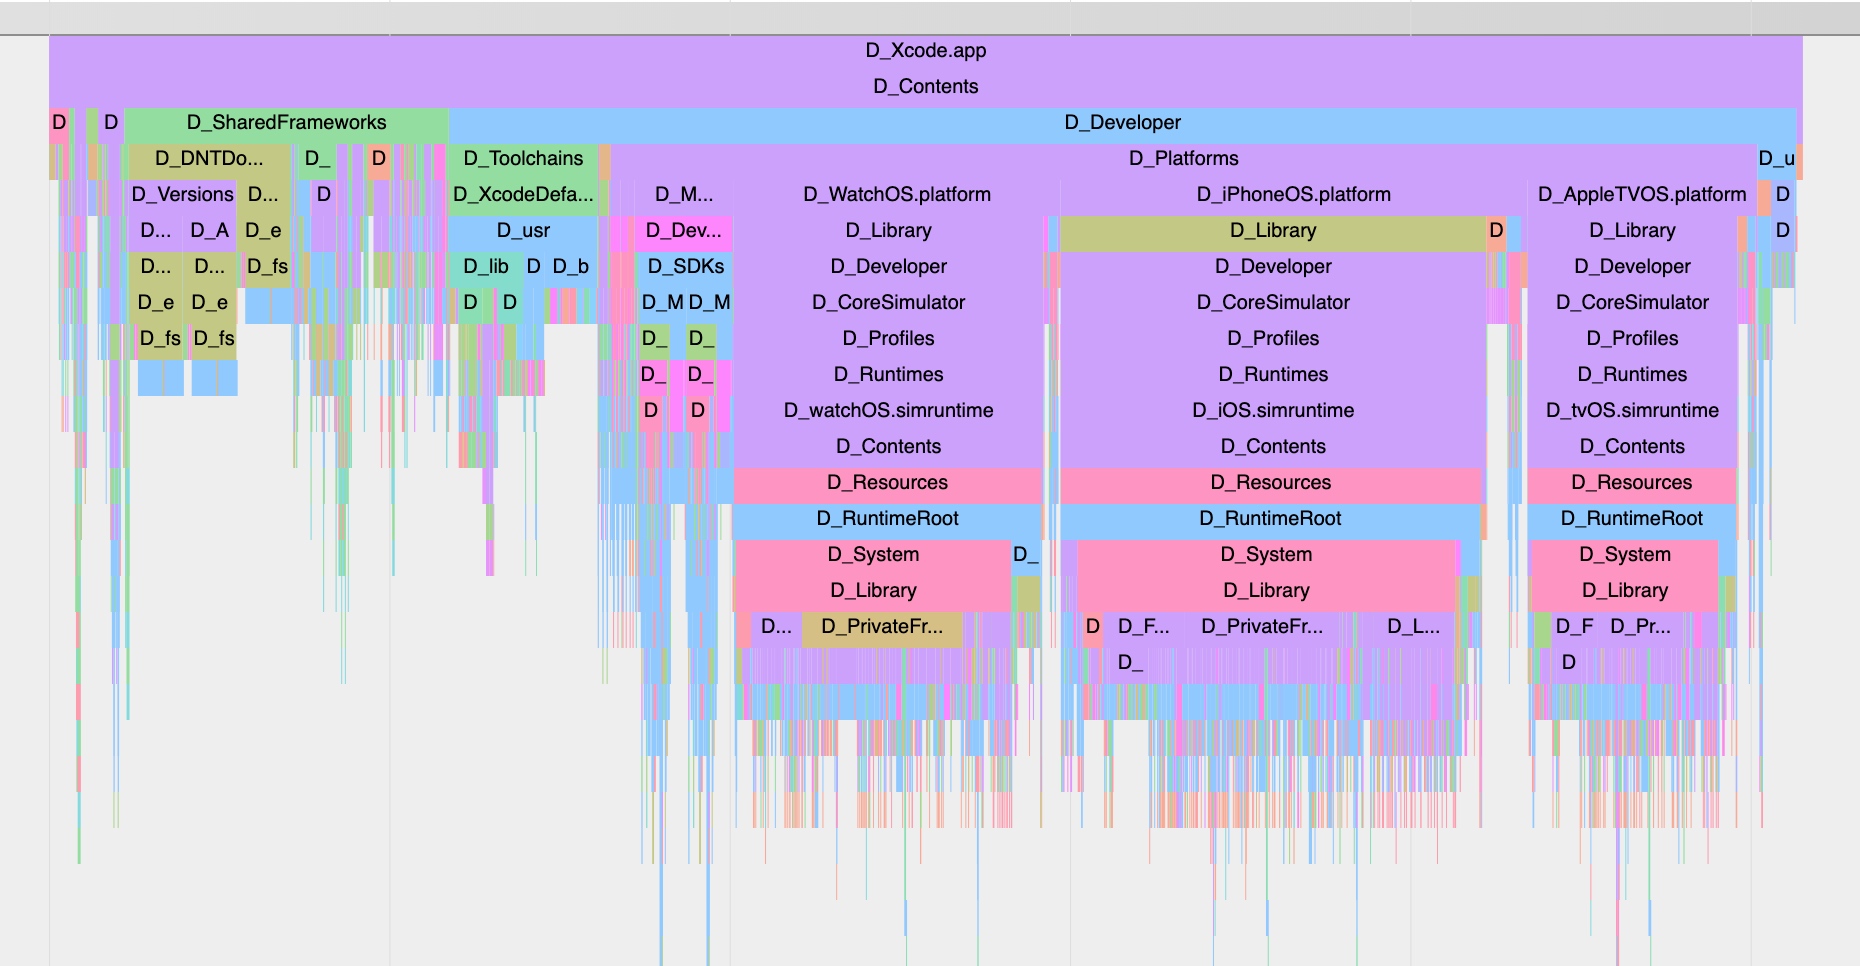 D_Xcode.app
D_Contents
D D D_SharedFrameworks D_Developer
D_DNTDo... D_ D D_Toolchains D_Platforms D_u
D_Versions D... D D_XcodeDefa... D_M... D_WatchOS.platform D_iPhoneOS.platform D_AppleTVOS.platform D
D... D_A D_e D_usr D_Dev... D_Library D_Library D D_Library D
D... D... D_fs D_lib D D_b D_SDKs D_Developer D_Developer D_Developer
D_e D_e D D D_M D_M D_CoreSimulator D_CoreSimulator D_CoreSimulator
D_fs D_fs D_ D_ D_Profiles D_Profiles D_Profiles
D_ D_ D_Runtimes D_Runtimes D_Runtimes
D D D_watchOS.simruntime D_iOS.simruntime D_tvOS.simruntime
D_Contents D_Contents D_Contents
D_Resources D_Resources D_Resources
D_RuntimeRoot D_RuntimeRoot D_RuntimeRoot
D_System D_ D_System D_System
D_Library D_Library D_Library
D... D_PrivateFr... D D_F... D_PrivateFr... D_L... D_F D_Pr...
D_ D